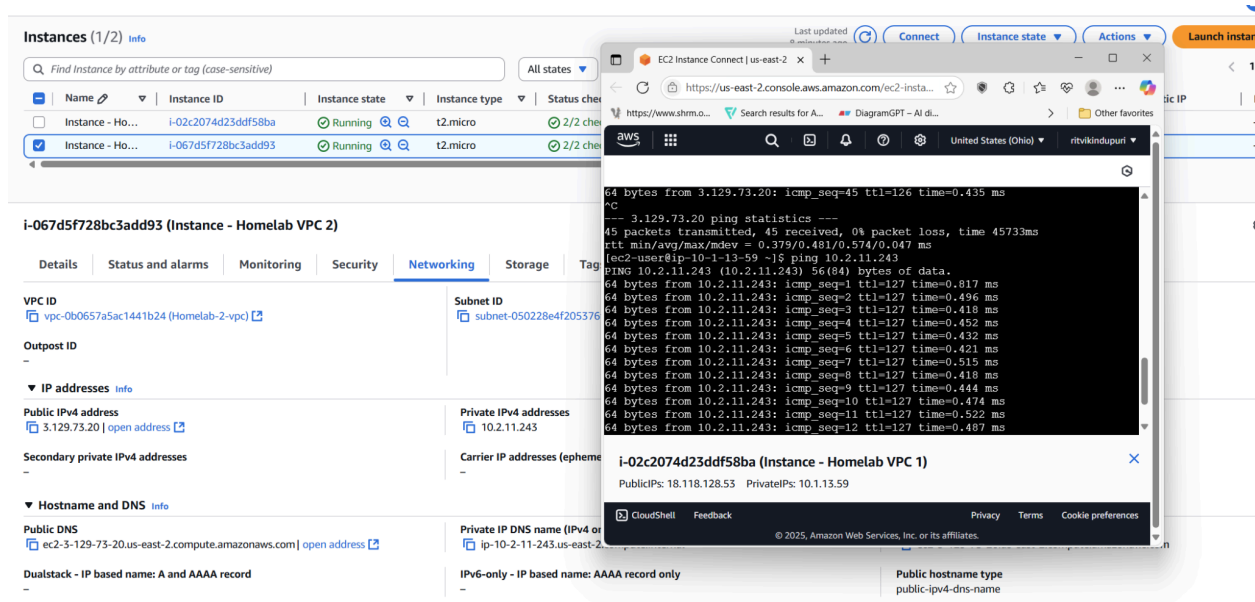 Instances (1/2) Info
Last updated
Connect
Instance state
Actions
Launch instan
Find Instance by attribute or tag (case-sensitive)
All states
1
Name
Instance ID
Instance state
Instance type
Status che
tic IP
Instance - Ho...
i-02c2074d23ddf58ba
Running
t2.micro
2/2 che
Instance - Ho...
i-067d5f728bc3add93
Running
t2.micro
2/2 che
i-067d5f728bc3add93 (Instance - Homelab VPC 2)
Details
Status and alarms
Monitoring
Security
Networking
Storage
Tag
VPC ID
vpc-0b0657a5ac1441b24 (Homelab-2-vpc)
Subnet ID
subnet-050228e4f205376
Outpost ID
–
IP addresses Info
Public IPv4 address
3.129.73.20 | open address
Private IPv4 addresses
10.2.11.243
Secondary private IPv4 addresses
–
Carrier IP addresses (epheme
–
Hostname and DNS Info
Public DNS
ec2-3-129-73-20.us-east-2.compute.amazonaws.com | open address
Private IP DNS name (IPv4 or
ip-10-2-11-243.us-east-2.
Dualstack - IP based name: A and AAAA record
–
IPv6-only - IP based name: AAAA record only
–
Public hostname type
public-ipv4-dns-name
EC2 Instance Connect | us-east-2
https://us-east-2.console.aws.amazon.com/ec2-insta...
https://www.shrm.o...
Search results for A...
DiagramGPT – AI di...
Other favorites
aws
United States (Ohio)
ritvikindupuri
64 bytes from 3.129.73.20: icmp_seq=45 ttl=126 time=0.435 ms
^C
--- 3.129.73.20 ping statistics ---
45 packets transmitted, 45 received, 0% packet loss, time 45733ms
rtt min/avg/max/mdev = 0.379/0.481/0.574/0.047 ms
[ec2-user@ip-10-1-13-59 ~]$ ping 10.2.11.243
PING 10.2.11.243 (10.2.11.243) 56(84) bytes of data.
64 bytes from 10.2.11.243: icmp_seq=1 ttl=127 time=0.817 ms
64 bytes from 10.2.11.243: icmp_seq=2 ttl=127 time=0.496 ms
64 bytes from 10.2.11.243: icmp_seq=3 ttl=127 time=0.418 ms
64 bytes from 10.2.11.243: icmp_seq=4 ttl=127 time=0.452 ms
64 bytes from 10.2.11.243: icmp_seq=5 ttl=127 time=0.432 ms
64 bytes from 10.2.11.243: icmp_seq=6 ttl=127 time=0.421 ms
64 bytes from 10.2.11.243: icmp_seq=7 ttl=127 time=0.515 ms
64 bytes from 10.2.11.243: icmp_seq=8 ttl=127 time=0.418 ms
64 bytes from 10.2.11.243: icmp_seq=9 ttl=127 time=0.444 ms
64 bytes from 10.2.11.243: icmp_seq=10 ttl=127 time=0.474 ms
64 bytes from 10.2.11.243: icmp_seq=11 ttl=127 time=0.522 ms
64 bytes from 10.2.11.243: icmp_seq=12 ttl=127 time=0.487 ms
i-02c2074d23ddf58ba (Instance - Homelab VPC 1)
PublicIPs: 18.118.128.53 PrivateIPs: 10.1.13.59
CloudShell
Feedback
Privacy
Terms
Cookie preferences
© 2025, Amazon Web Services, Inc. or its affiliates.